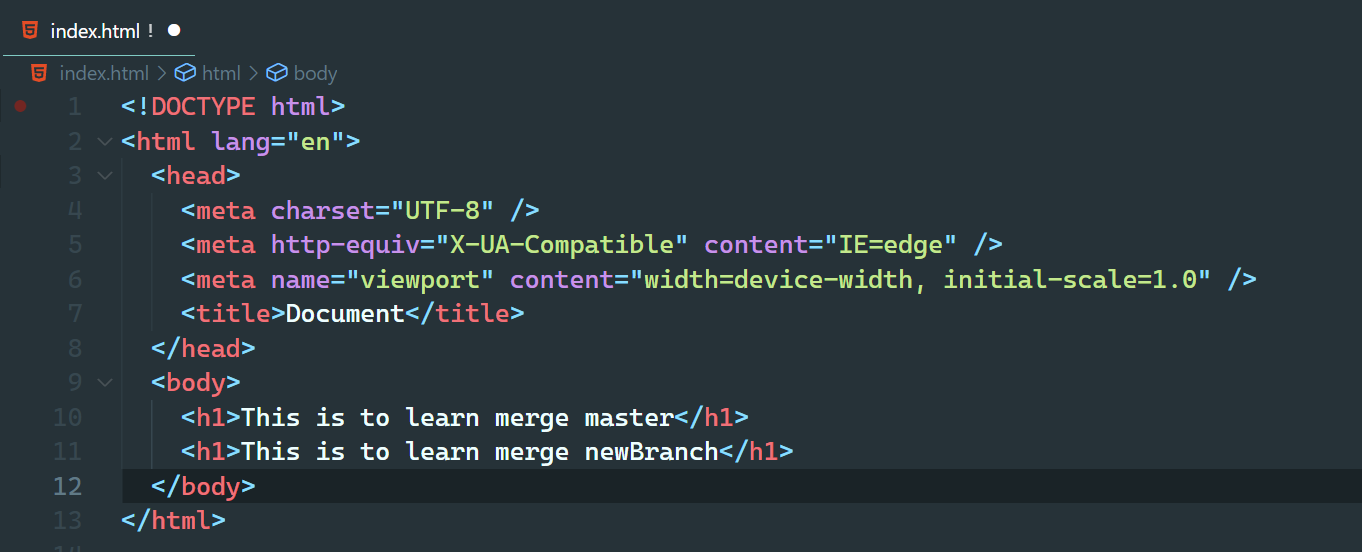 index.html !
index.html > html > body
1 <!DOCTYPE html>
2 <html lang="en">
3 <head>
4 <meta charset="UTF-8" />
5 <meta http-equiv="X-UA-Compatible" content="IE=edge" />
6 <meta name="viewport" content="width=device-width, initial-scale=1.0" />
7 <title>Document</title>
8 </head>
9 <body>
10 <h1>This is to learn merge master</h1>
11 <h1>This is to learn merge newBranch</h1>
12 </body>
13 </html>
14